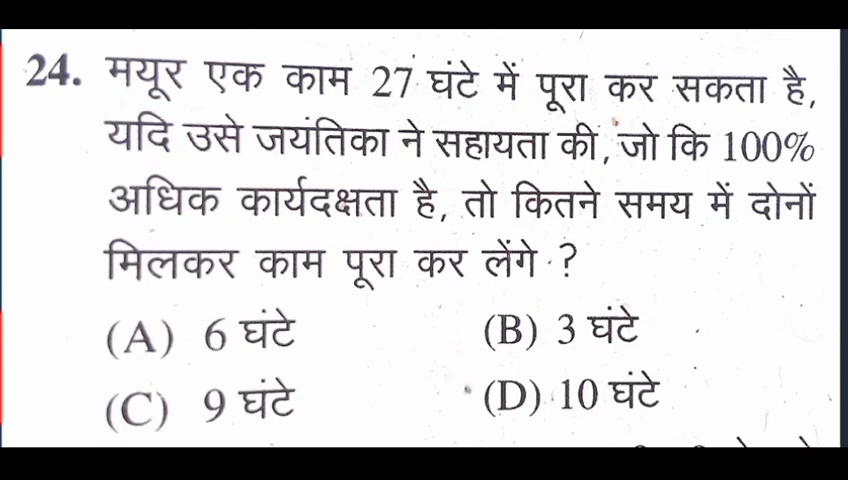 24. मयूर एक काम 27 घंटे में पूरा कर सकता है,
यदि उसे जयंतिका ने सहायता की, जो कि 100%
अधिक कार्यदक्षता है, तो कितने समय में दोनों
मिलकर काम पूरा कर लेंगे ?
(A) 6 घंटे (B) 3 घंटे
(C) 9 घंटे (D) 10 घंटे